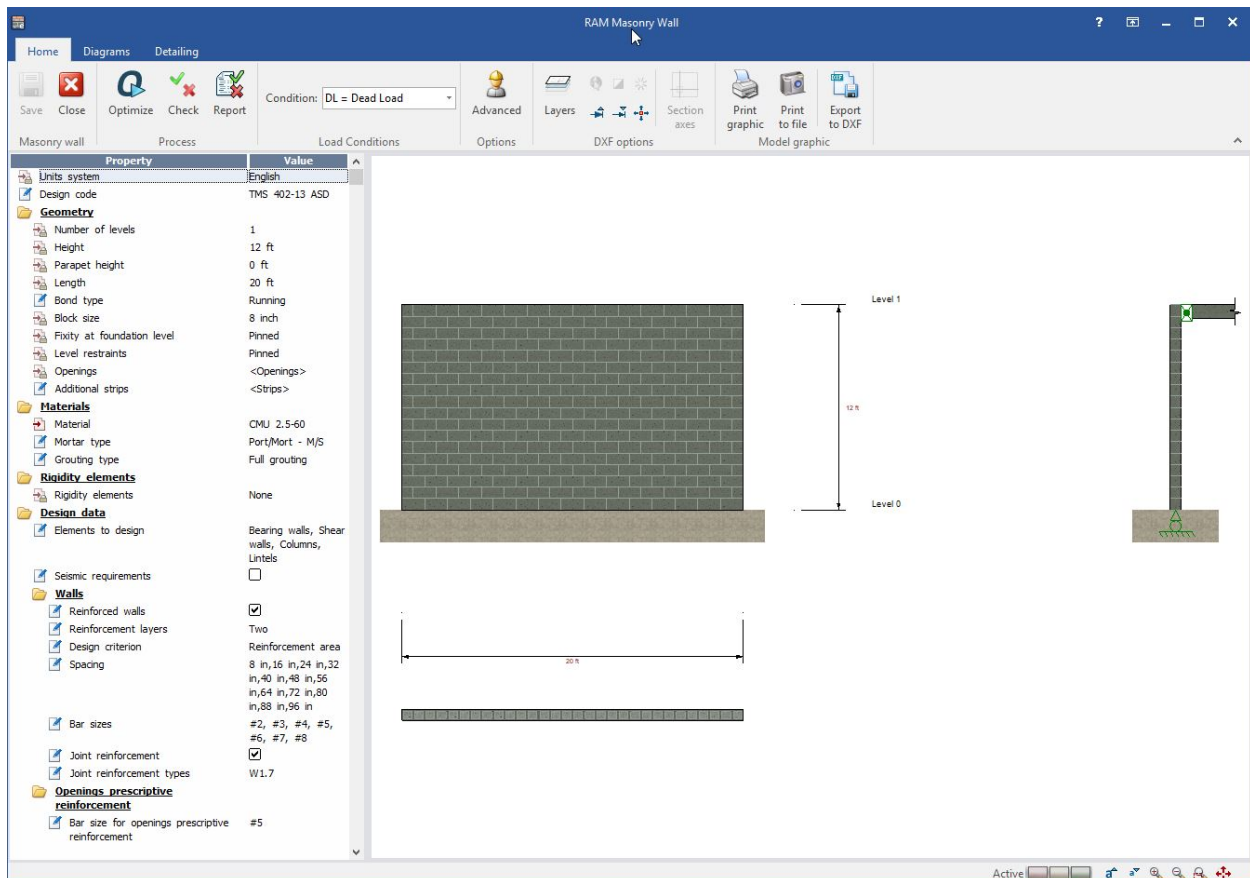 RAM Masonry Wall
?
Home Diagrams Detailing
Save Close Optimize Check Report Condition: DL = Dead Load Advanced Layers Section axes Print graphic Print to file Export to DXF
Masonry wall Process Load Conditions Options DXF options Model graphic
Property Value
Units system English
Design code TMS 402-13 ASD
Geometry
Number of levels 1
Height 12 ft
Parapet height 0 ft
Length 20 ft
Bond type Running
Block size 8 inch
Fixity at foundation level Pinned
Level restraints Pinned
Openings <Openings>
Additional strips <Strips>
Materials
Material CMU 2.5-60
Mortar type Port/Mort - M/S
Grouting type Full grouting
Rigidity elements
Rigidity elements None
Design data
Elements to design Bearing walls, Shear
walls, Columns,
Lintels
Seismic requirements
Walls
Reinforced walls
Reinforcement layers Two
Design criterion Reinforcement area
Spacing 8 in,16 in,24 in,32
in,40 in,48 in,56
in,64 in,72 in,80
in,88 in,96 in
Bar sizes #2, #3, #4, #5,
#6, #7, #8
Joint reinforcement
Joint reinforcement types W1.7
Openings prescriptive
reinforcement
Bar size for openings prescriptive #5
reinforcement
Level 1
12 ft
Level 0
20 ft
Active